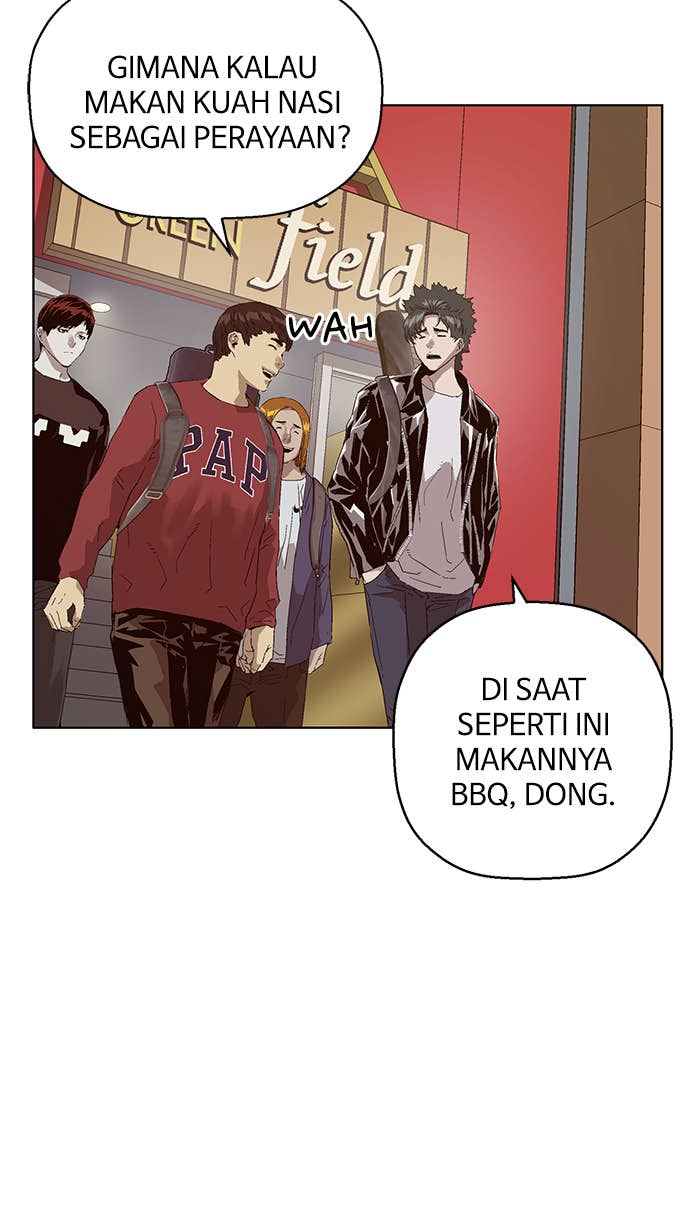 GIMANA KALAU
MAKAN KUAH NASI
SEBAGAI PERAYAAN?
GREEN
field
WAH
PAP
DI SAAT
SEPERTI INI
MAKANNYA
BBQ, DONG.